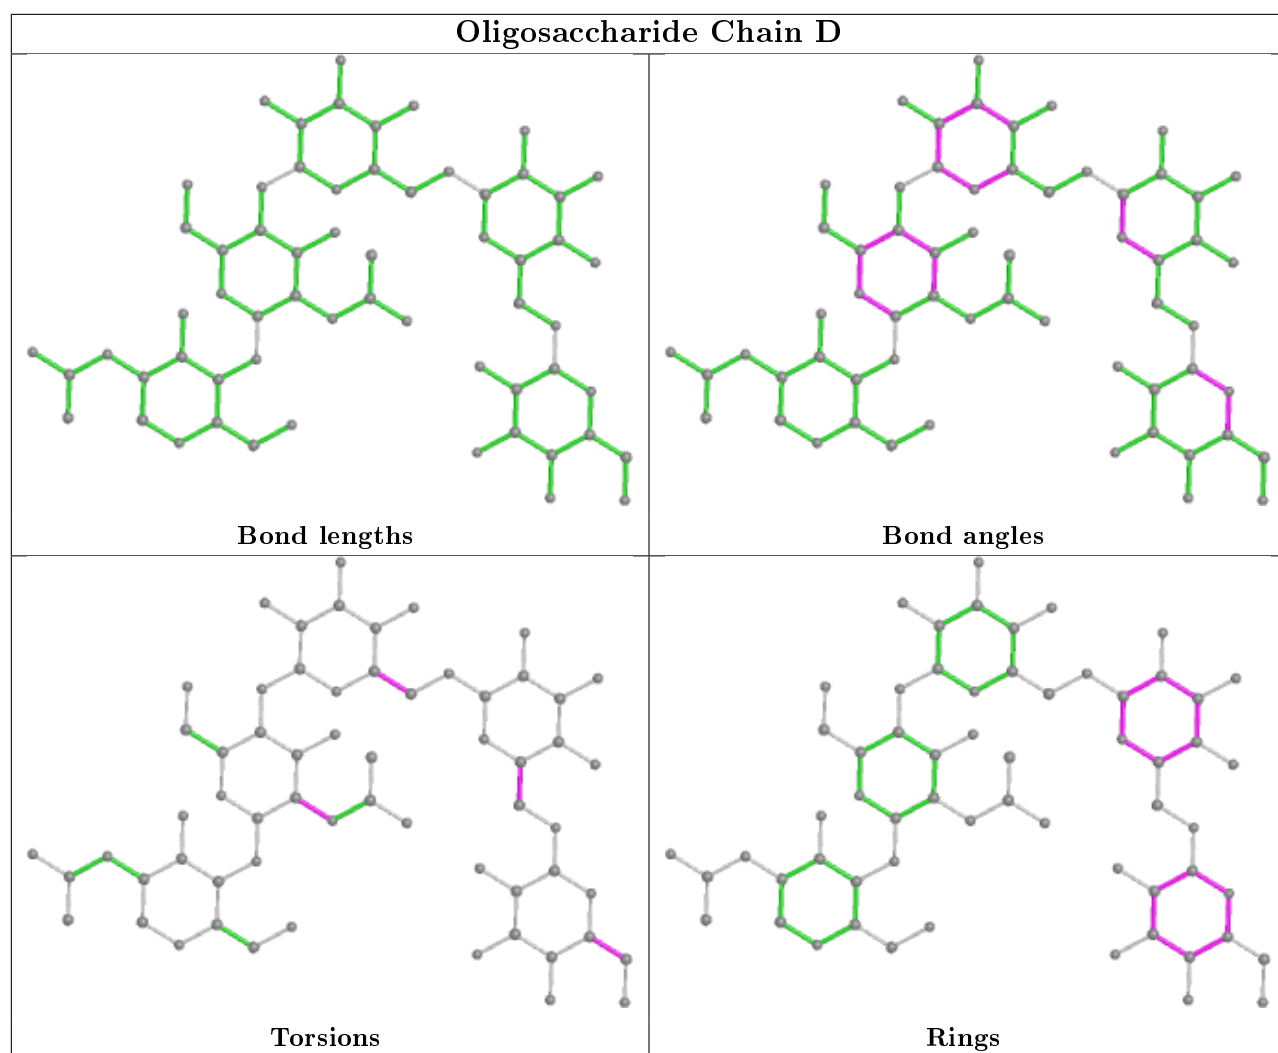 Oligosaccharide Chain D
Bond lengths
Bond angles
Torsions
Rings